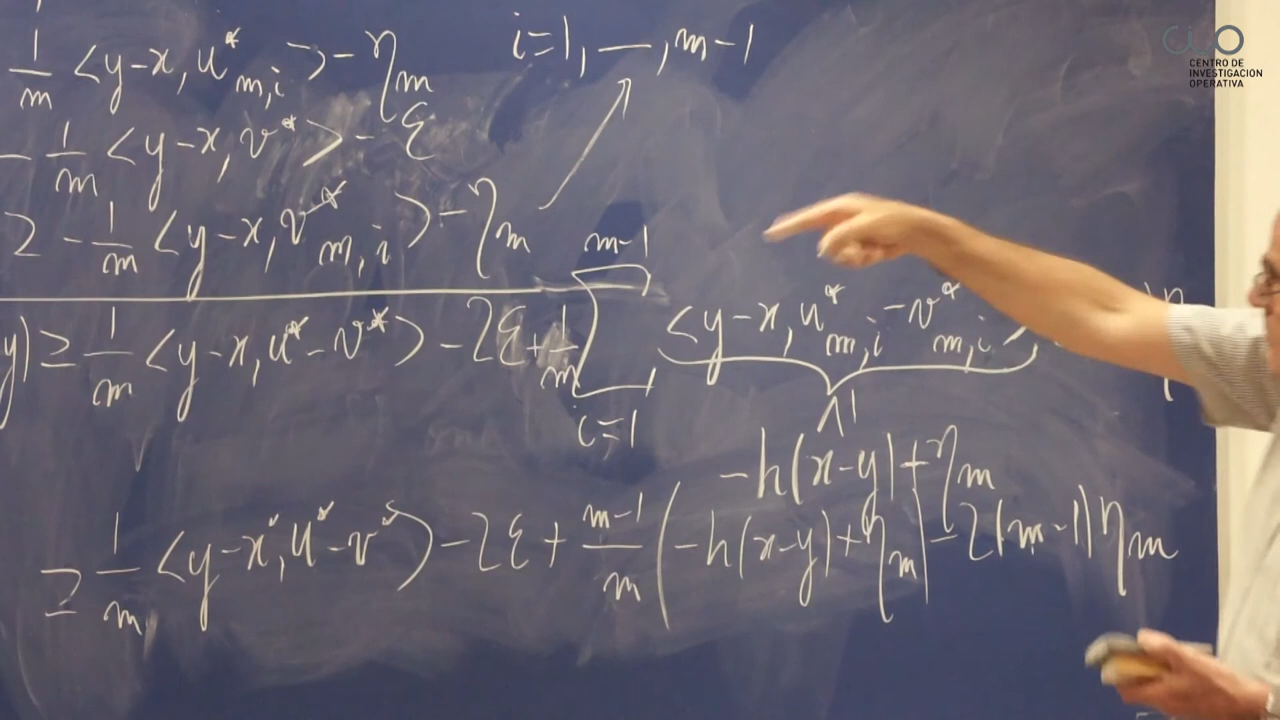 1/m <y-x, u*_{m,i}> - η_m   i=1,—,m-1
- 1/m <y-x, v*> - ε
≥ - 1/m <y-x, v*_{m,i}> - η_m
y) ≥ 1/m <y-x, u* - v*> - 2ε + 1/m ∑_{i=1}^{m-1} <y-x, u*_{m,i} - v*_{m,i}>
-h(x-y) + η_m
≥ 1/m <y-x, u* - v*> - 2ε + m-1/m (-h(x-y) + η_m) - 2(m-1)η_m
CIO
CENTRO DE
INVESTIGACION
OPERATIVA